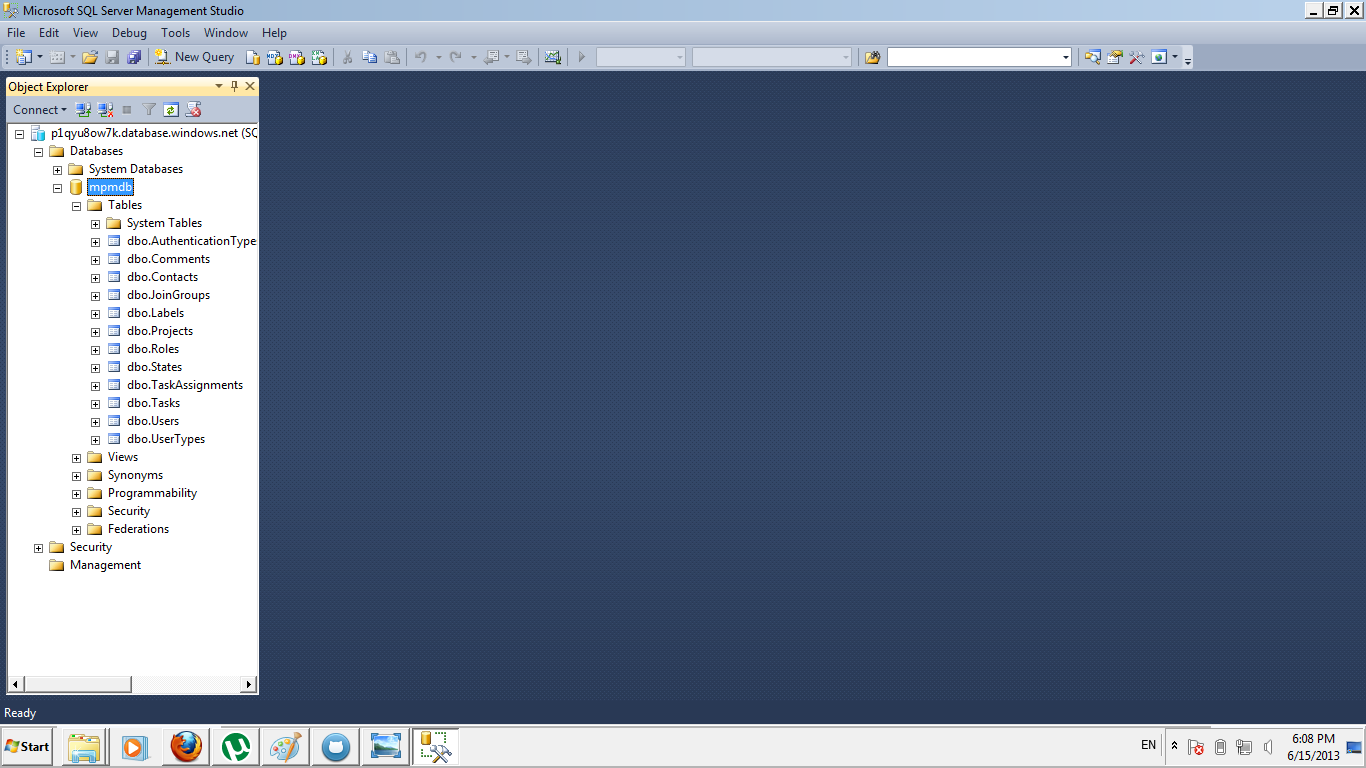 Microsoft SQL Server Management Studio
File Edit View Debug Tools Window Help
New Query
Object Explorer
Connect
p1qyu8ow7k.database.windows.net (SQ
Databases
System Databases
mpmdb
Tables
System Tables
dbo.AuthenticationType
dbo.Comments
dbo.Contacts
dbo.JoinGroups
dbo.Labels
dbo.Projects
dbo.Roles
dbo.States
dbo.TaskAssignments
dbo.Tasks
dbo.Users
dbo.UserTypes
Views
Synonyms
Programmability
Security
Federations
Security
Management
Ready
Start
EN
6:08 PM
6/15/2013